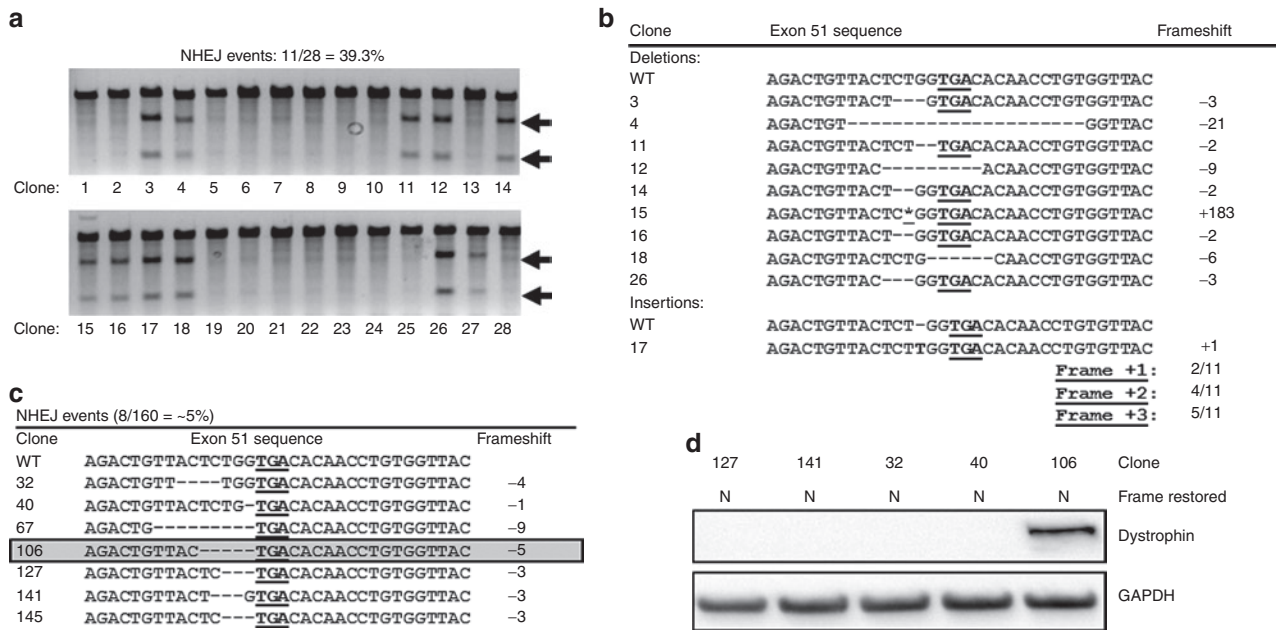 a
NHEJ events: 11/28 = 39.3%
Clone: 1 2 3 4 5 6 7 8 9 10 11 12 13 14
Clone: 15 16 17 18 19 20 21 22 23 24 25 26 27 28
b
Clone Exon 51 sequence Frameshift
Deletions:
WT AGACTGTTACTCTGGTGACACAACCTGTGGTTAC
3 AGACTGTTACT---GTGACACAACCTGTGGTTAC −3
4 AGACTGT---------------------GGTTAC −21
11 AGACTGTTACTCT--TGACACAACCTGTGGTTAC −2
12 AGACTGTTAC---------ACAACCTGTGGTTAC −9
14 AGACTGTTACT--GGTGACACAACCTGTGGTTAC −2
15 AGACTGTTACTC*GGTGACACAACCTGTGGTTAC +183
16 AGACTGTTACT--GGTGACACAACCTGTGGTTAC −2
18 AGACTGTTACTCTG------CAACCTGTGGTTAC −6
26 AGACTGTTAC---GGTGACACAACCTGTGGTTAC −3
Insertions:
WT AGACTGTTACTCT-GGTGACACAACCTGTGTTAC
17 AGACTGTTACTCTTGGTGACACAACCTGTGTTAC +1
Frame +1: 2/11
Frame +2: 4/11
Frame +3: 5/11
c
NHEJ events (8/160 = ~5%)
Clone Exon 51 sequence Frameshift
WT AGACTGTTACTCTGGTGACACAACCTGTGGTTAC
32 AGACTGTT----TGGTGACACAACCTGTGGTTAC −4
40 AGACTGTTACTCTG-TGACACAACCTGTGGTTAC −1
67 AGACTG---------TGACACAACCTGTGGTTAC −9
106 AGACTGTTAC-----TGACACAACCTGTGGTTAC −5
127 AGACTGTTACTC---TGACACAACCTGTGGTTAC −3
141 AGACTGTTACT---GTGACACAACCTGTGGTTAC −3
145 AGACTGTTACTC---TGACACAACCTGTGGTTAC −3
d
127 141 32 40 106 Clone
N N N N N Frame restored
Dystrophin
GAPDH